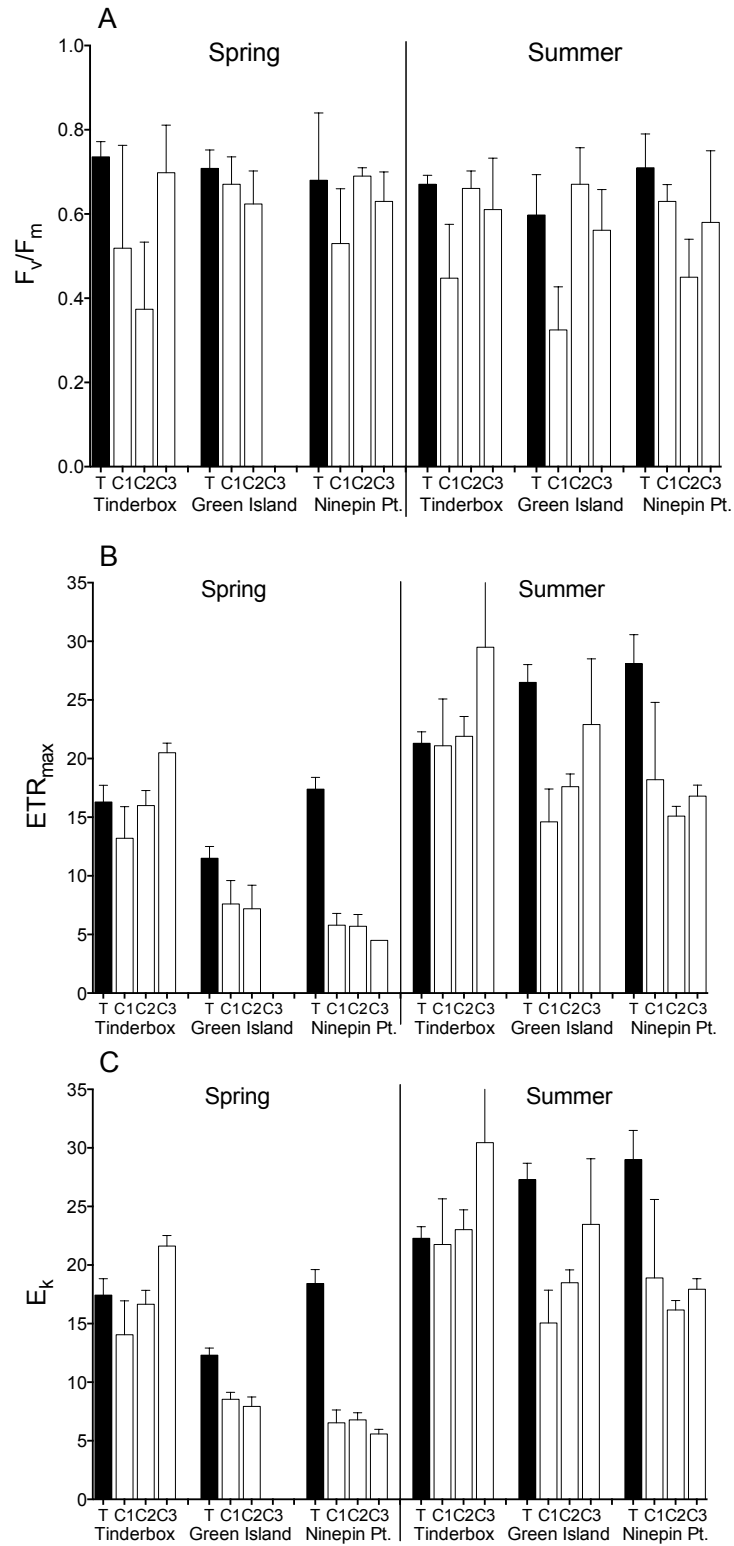 A
Spring Summer
1.0
0.8
0.6
0.4
0.2
0.0
Fv/Fm
T C1C2C3 T C1C2C3 T C1C2C3 T C1C2C3 T C1C2C3 T C1C2C3
Tinderbox Green Island Ninepin Pt. Tinderbox Green Island Ninepin Pt.
B
Spring Summer
35
30
25
20
15
10
5
0
ETRmax
T C1C2C3 T C1C2C3 T C1C2C3 T C1C2C3 T C1C2C3 T C1C2C3
Tinderbox Green Island Ninepin Pt. Tinderbox Green Island Ninepin Pt.
C
Spring Summer
35
30
25
20
15
10
5
0
Ek
T C1C2C3 T C1C2C3 T C1C2C3 T C1C2C3 T C1C2C3 T C1C2C3
Tinderbox Green Island Ninepin Pt. Tinderbox Green Island Ninepin Pt.